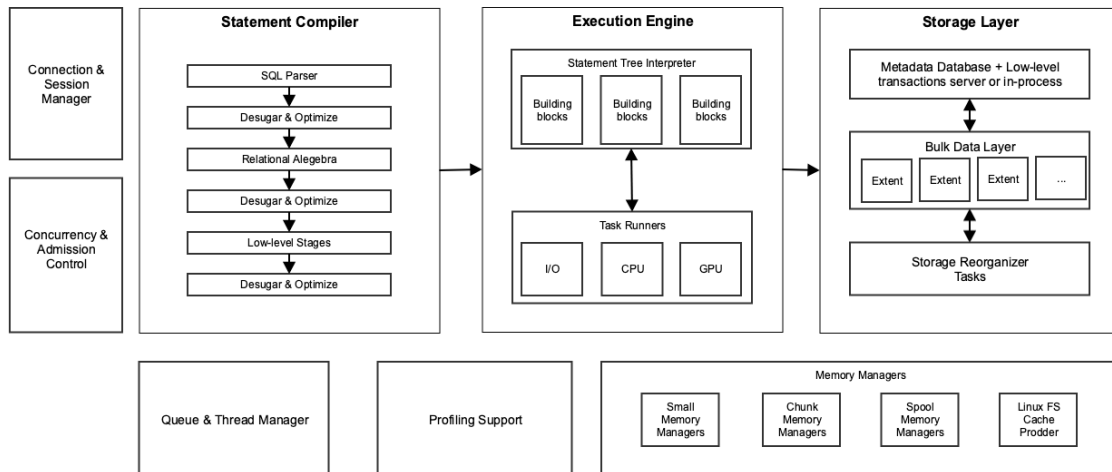 Connection &
Session
Manager
Concurrency &
Admission
Control
Statement Compiler
SQL Parser
Desugar & Optimize
Relational Alegebra
Desugar & Optimize
Low-level Stages
Desugar & Optimize
Execution Engine
Statement Tree Interpreter
Building
blocks
Building
blocks
Building
blocks
Task Runners
I/O
CPU
GPU
Storage Layer
Metadata Database + Low-level
transactions server or in-process
Bulk Data Layer
Extent
Extent
Extent
...
Storage Reorganizer
Tasks
Queue & Thread Manager
Profiling Support
Memory Managers
Small
Memory
Managers
Chunk
Memory
Managers
Spool
Memory
Managers
Linux FS
Cache
Prodder